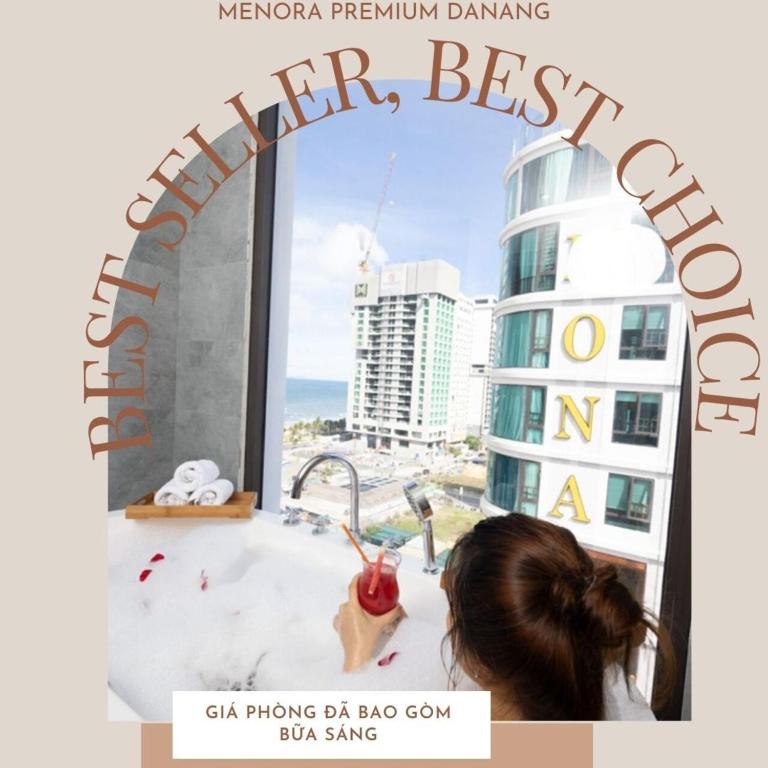 MENORA PREMIUM DANANG
BEST SELLER, BEST CHOICE
O
N
A
GIÁ PHÒNG ĐÃ BAO GỒM
BỮA SÁNG